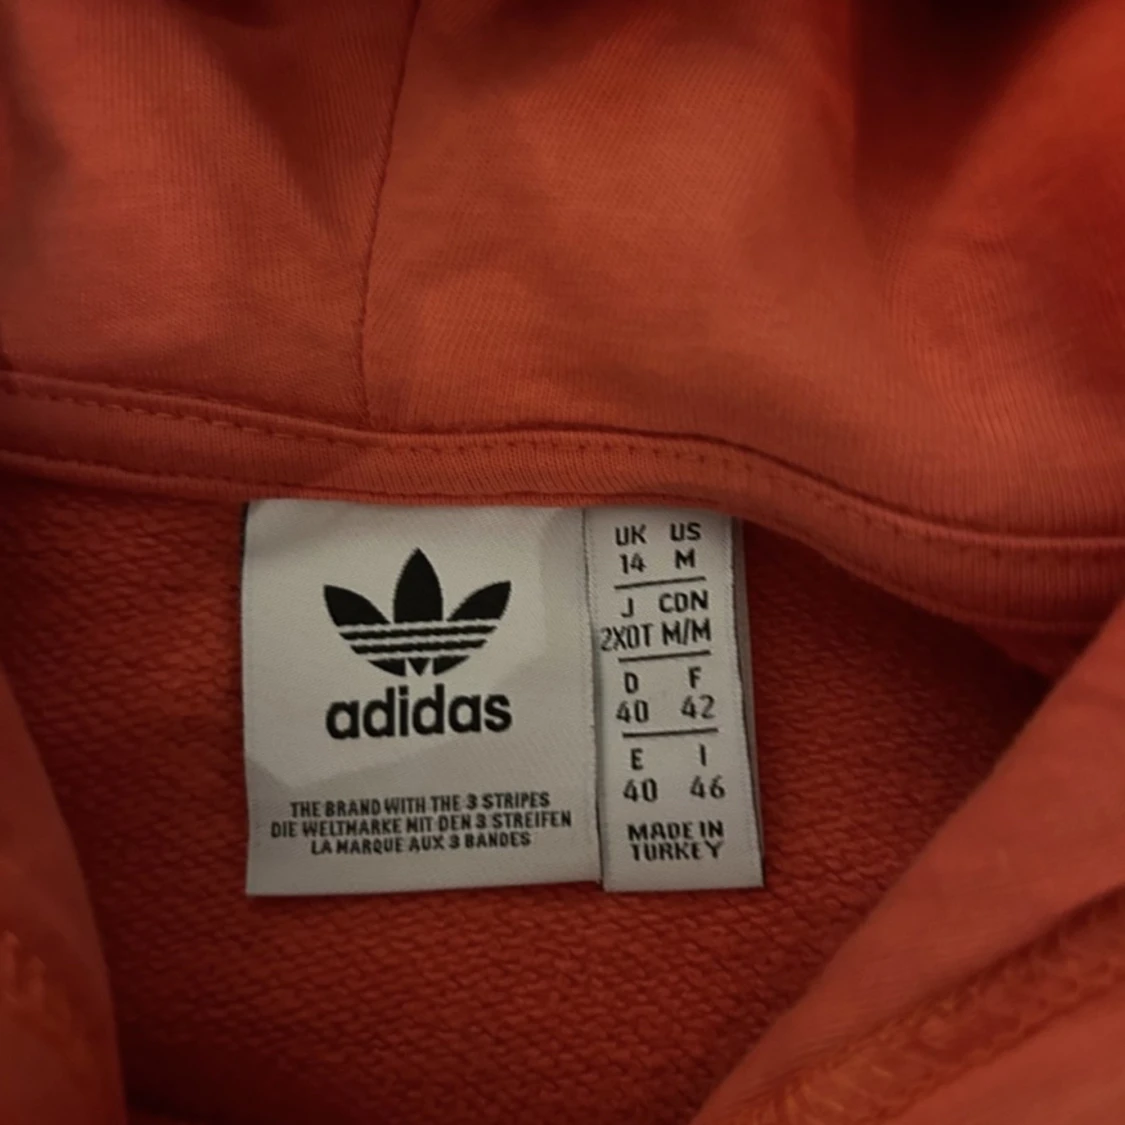 adidas
THE BRAND WITH THE 3 STRIPES
DIE WELTMARKE MIT DEN 3 STREIFEN
LA MARQUE AUX 3 BANDES
UK US
14 M
J CDN
2XOT M/M
D F
40 42
E I
40 46
MADE IN
TURKEY